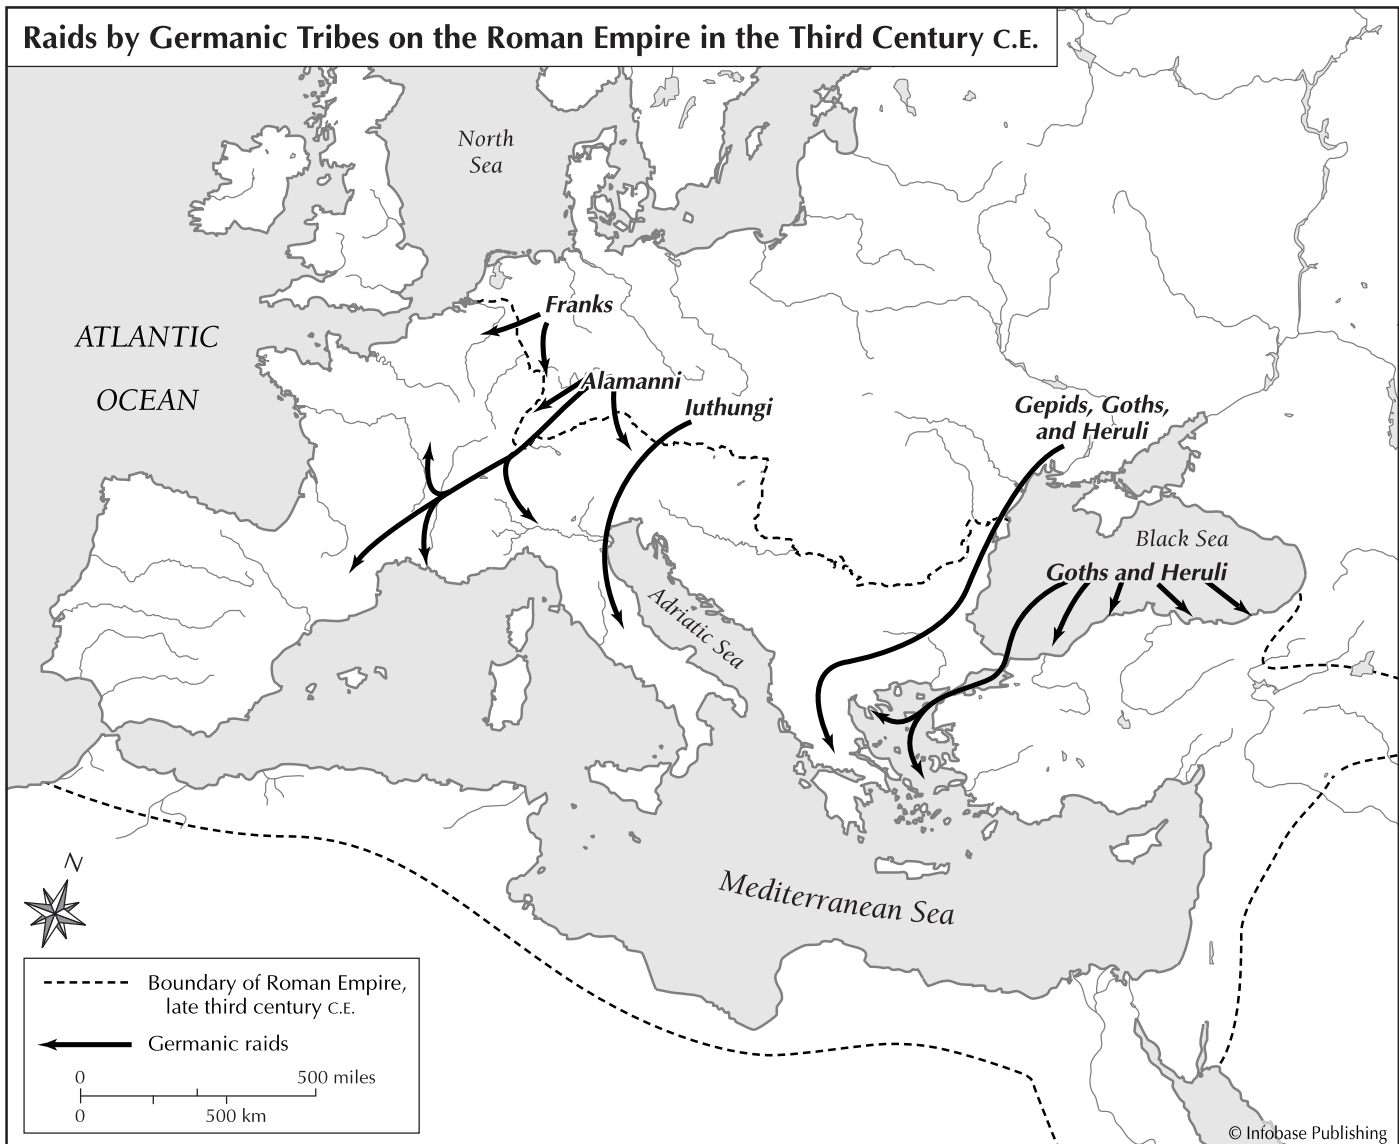 Raids by Germanic Tribes on the Roman Empire in the Third Century C.E.
North
Sea
ATLANTIC
OCEAN
Franks
Alamanni
Iuthungi
Gepids, Goths,
and Heruli
Black Sea
Goths and Heruli
Adriatic Sea
Mediterranean Sea
N
Boundary of Roman Empire,
late third century C.E.
Germanic raids
0 500 miles
0 500 km
© Infobase Publishing